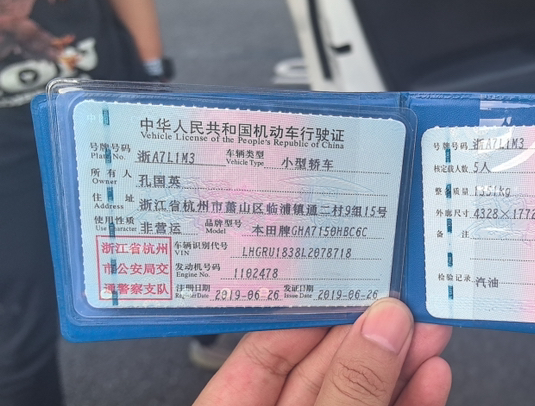 中华人民共和国机动车行驶证
Vehicle License of the People's Republic of China
号牌号码 浙A7L1M3 车辆类型 小型轿车
Plate No. Vehicle Type
所有人 孔国英
Owner
住址 浙江省杭州市萧山区临浦镇通二村9组15号
Address
使用性质 非营运 品牌型号 本田牌GHA7150HBC6C
Use Character Model
浙江省杭州
市公安局交
通警察支队
车辆识别代号 LHGRU1838L2078718
VIN
发动机号码 1102478
Engine No.
注册日期 2019-06-26 发证日期 2019-06-26
Register Date Issue Date
号牌号码 浙A7L1M3
核定载人数 5人
整备质量 1351kg
外廓尺寸 4328×1772
备注
检验记录 汽油